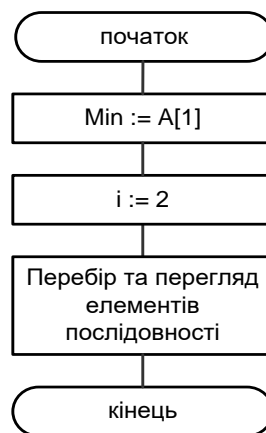 початок
Min := A[1]
i := 2
Перебір та перегляд
елементів
послідовності
кінець